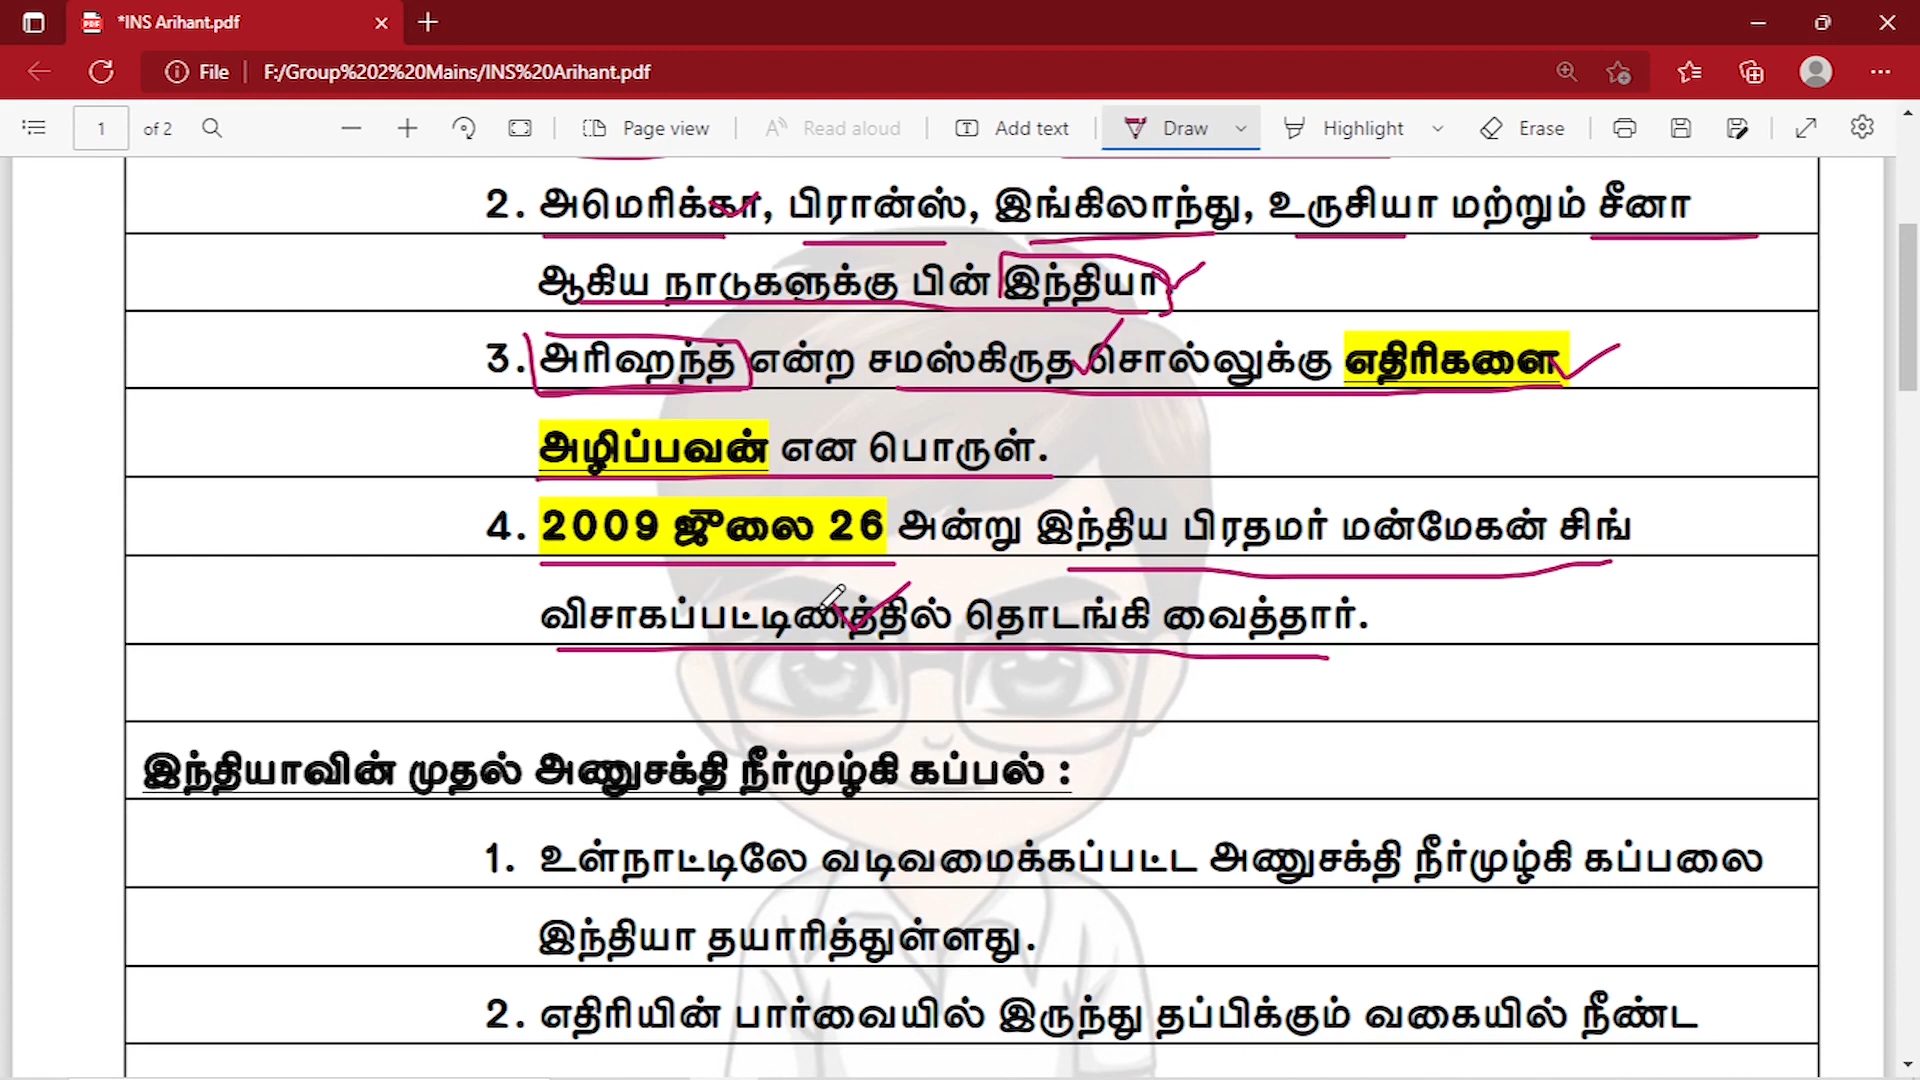 *INS Arihant.pdf
File F:/Group%202%20Mains/INS%20Arihant.pdf
1 of 2 Page view Read aloud Add text Draw Highlight Erase
2. அமெரிக்கா, பிரான்ஸ், இங்கிலாந்து, உருசியா மற்றும் சீனா
ஆகிய நாடுகளுக்கு பின் இந்தியா
3. அரிஹந்த் என்ற சமஸ்கிருத சொல்லுக்கு எதிரிகளை
அழிப்பவன் என பொருள்.
4. 2009 ஜூலை 26 அன்று இந்திய பிரதமர் மன்மேகன் சிங்
விசாகப்பட்டிணத்தில் தொடங்கி வைத்தார்.
இந்தியாவின் முதல் அணுசக்தி நீர்முழ்கி கப்பல் :
1. உள்நாட்டிலே வடிவமைக்கப்பட்ட அணுசக்தி நீர்முழ்கி கப்பலை
இந்தியா தயாரித்துள்ளது.
2. எதிரியின் பார்வையில் இருந்து தப்பிக்கும் வகையில் நீண்ட